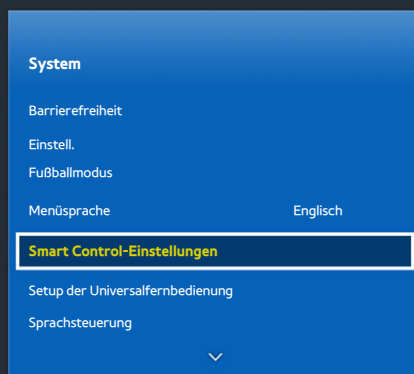 System
Barrierefreiheit
Einstell.
Fußballmodus
Menüsprache Englisch
Smart Control-Einstellungen
Setup der Universalfernbedienung
Sprachsteuerung